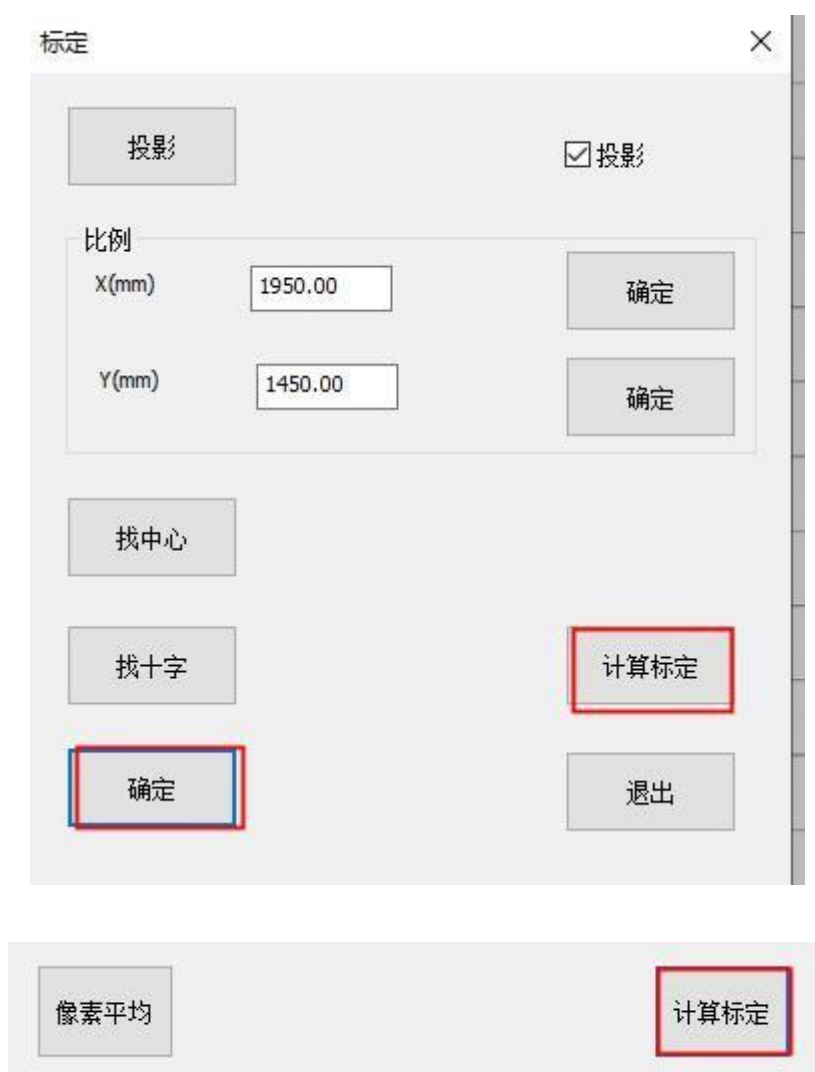 标定
投影
投影
比例
X(mm) 1950.00 确定
Y(mm) 1450.00 确定
找中心
找十字 计算标定
确定 退出
像素平均 计算标定